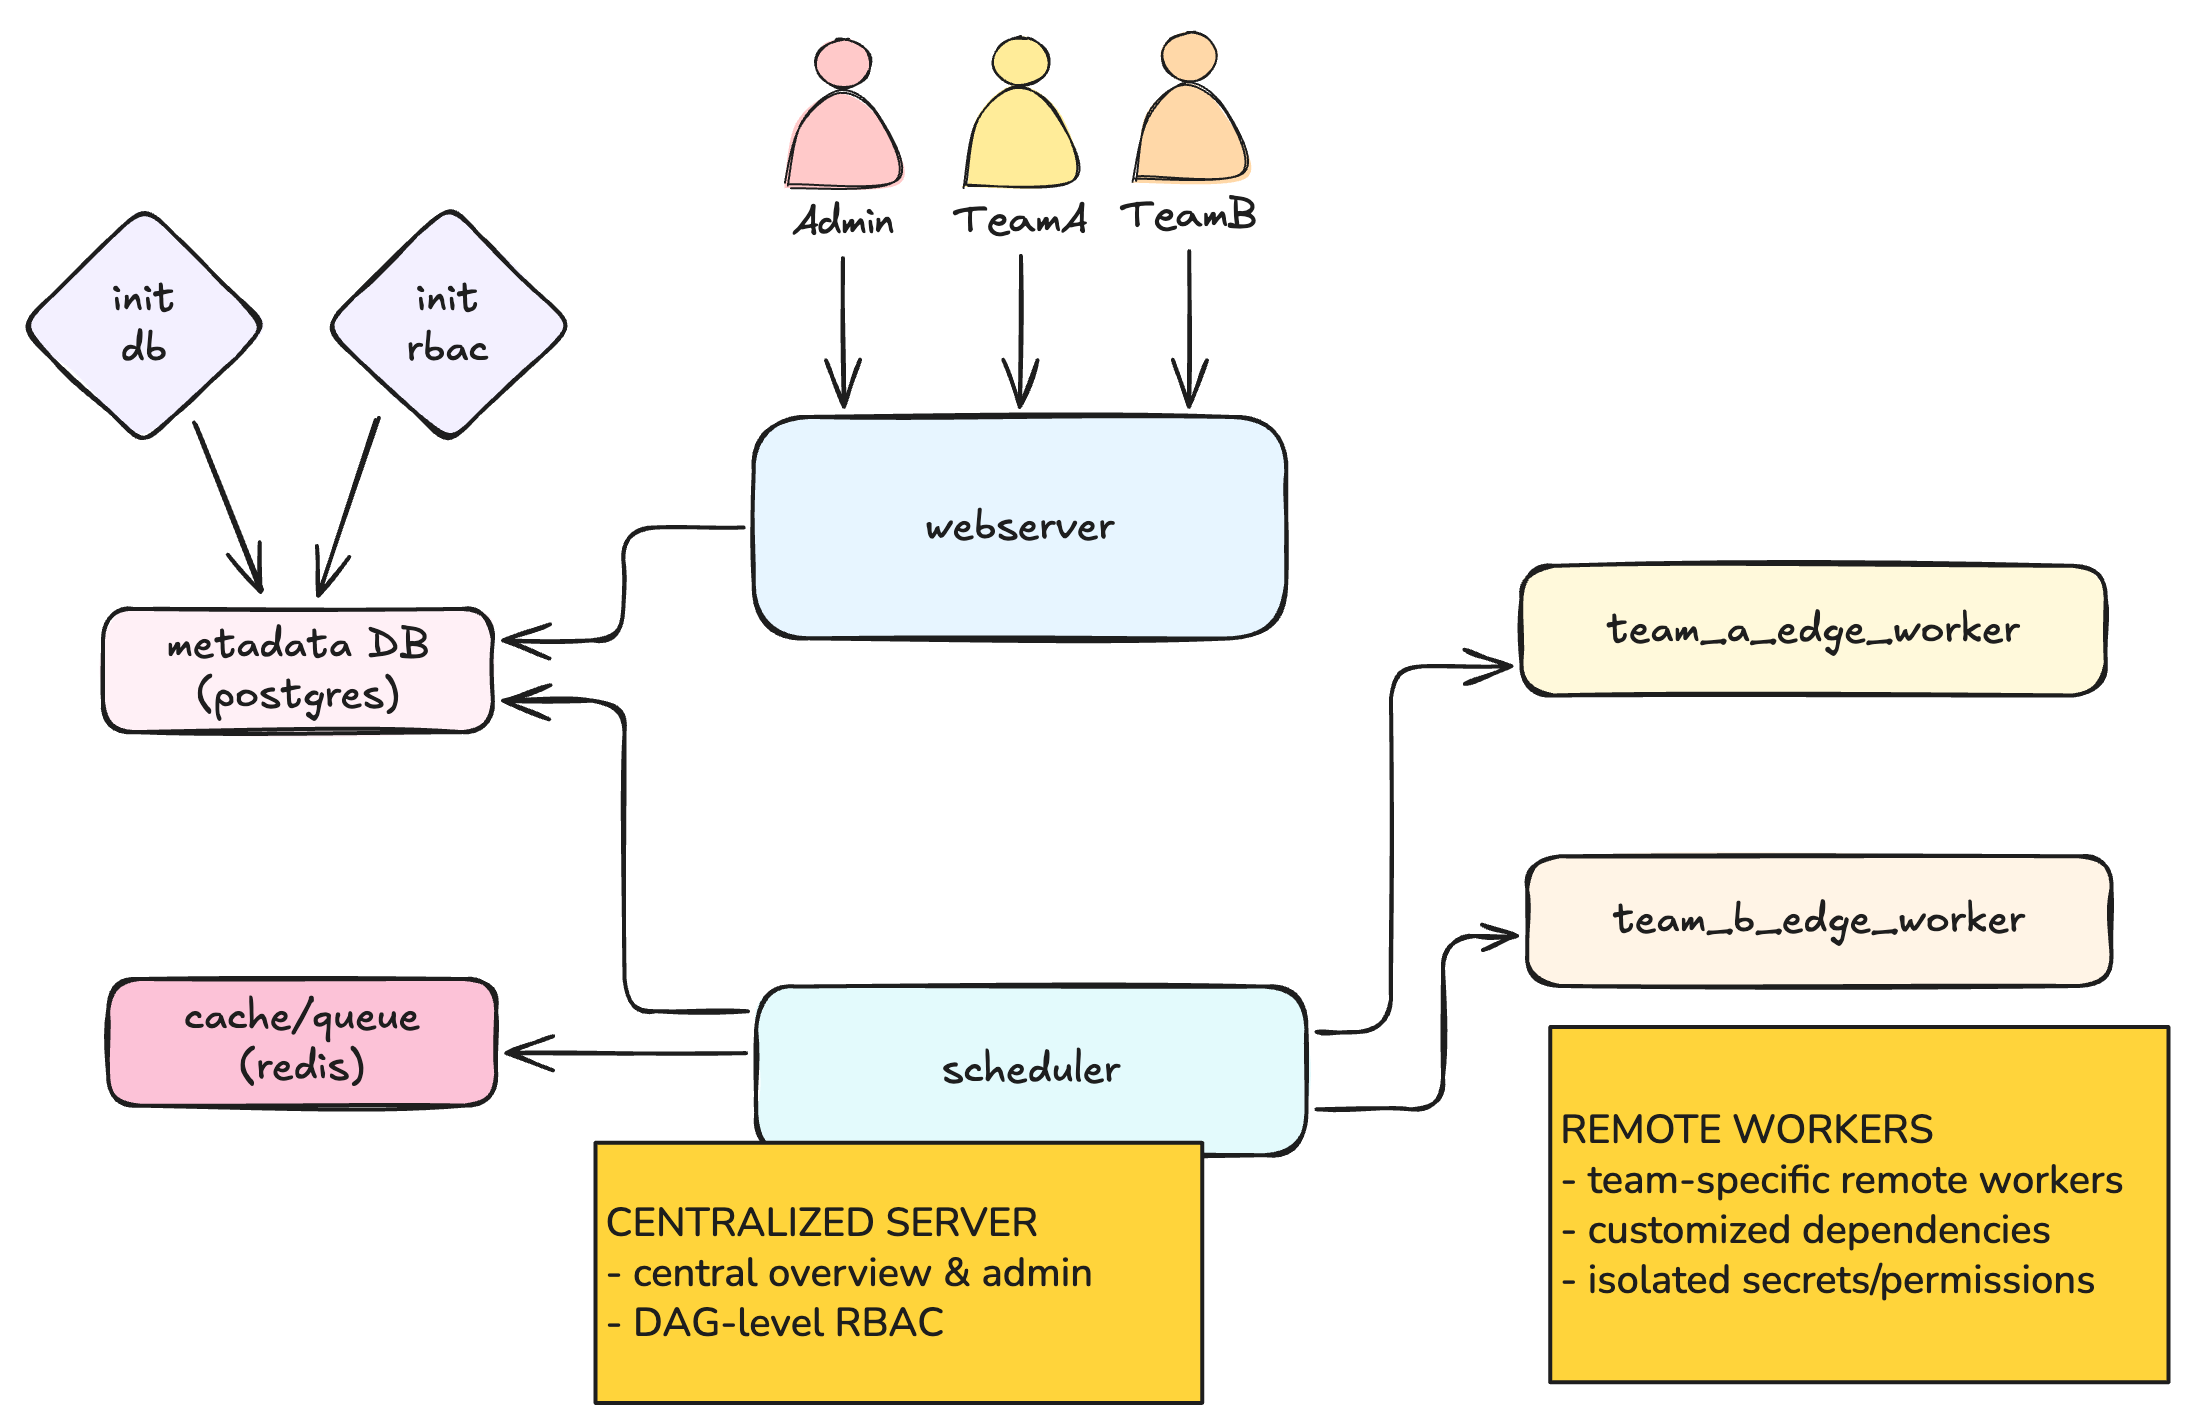 Admin
TeamA
TeamB
init
db
init
rbac
webserver
metadata DB
(postgres)
team_a_edge_worker
team_b_edge_worker
cache/queue
(redis)
scheduler
CENTRALIZED SERVER
- central overview & admin
- DAG-level RBAC
REMOTE WORKERS
- team-specific remote workers
- customized dependencies
- isolated secrets/permissions